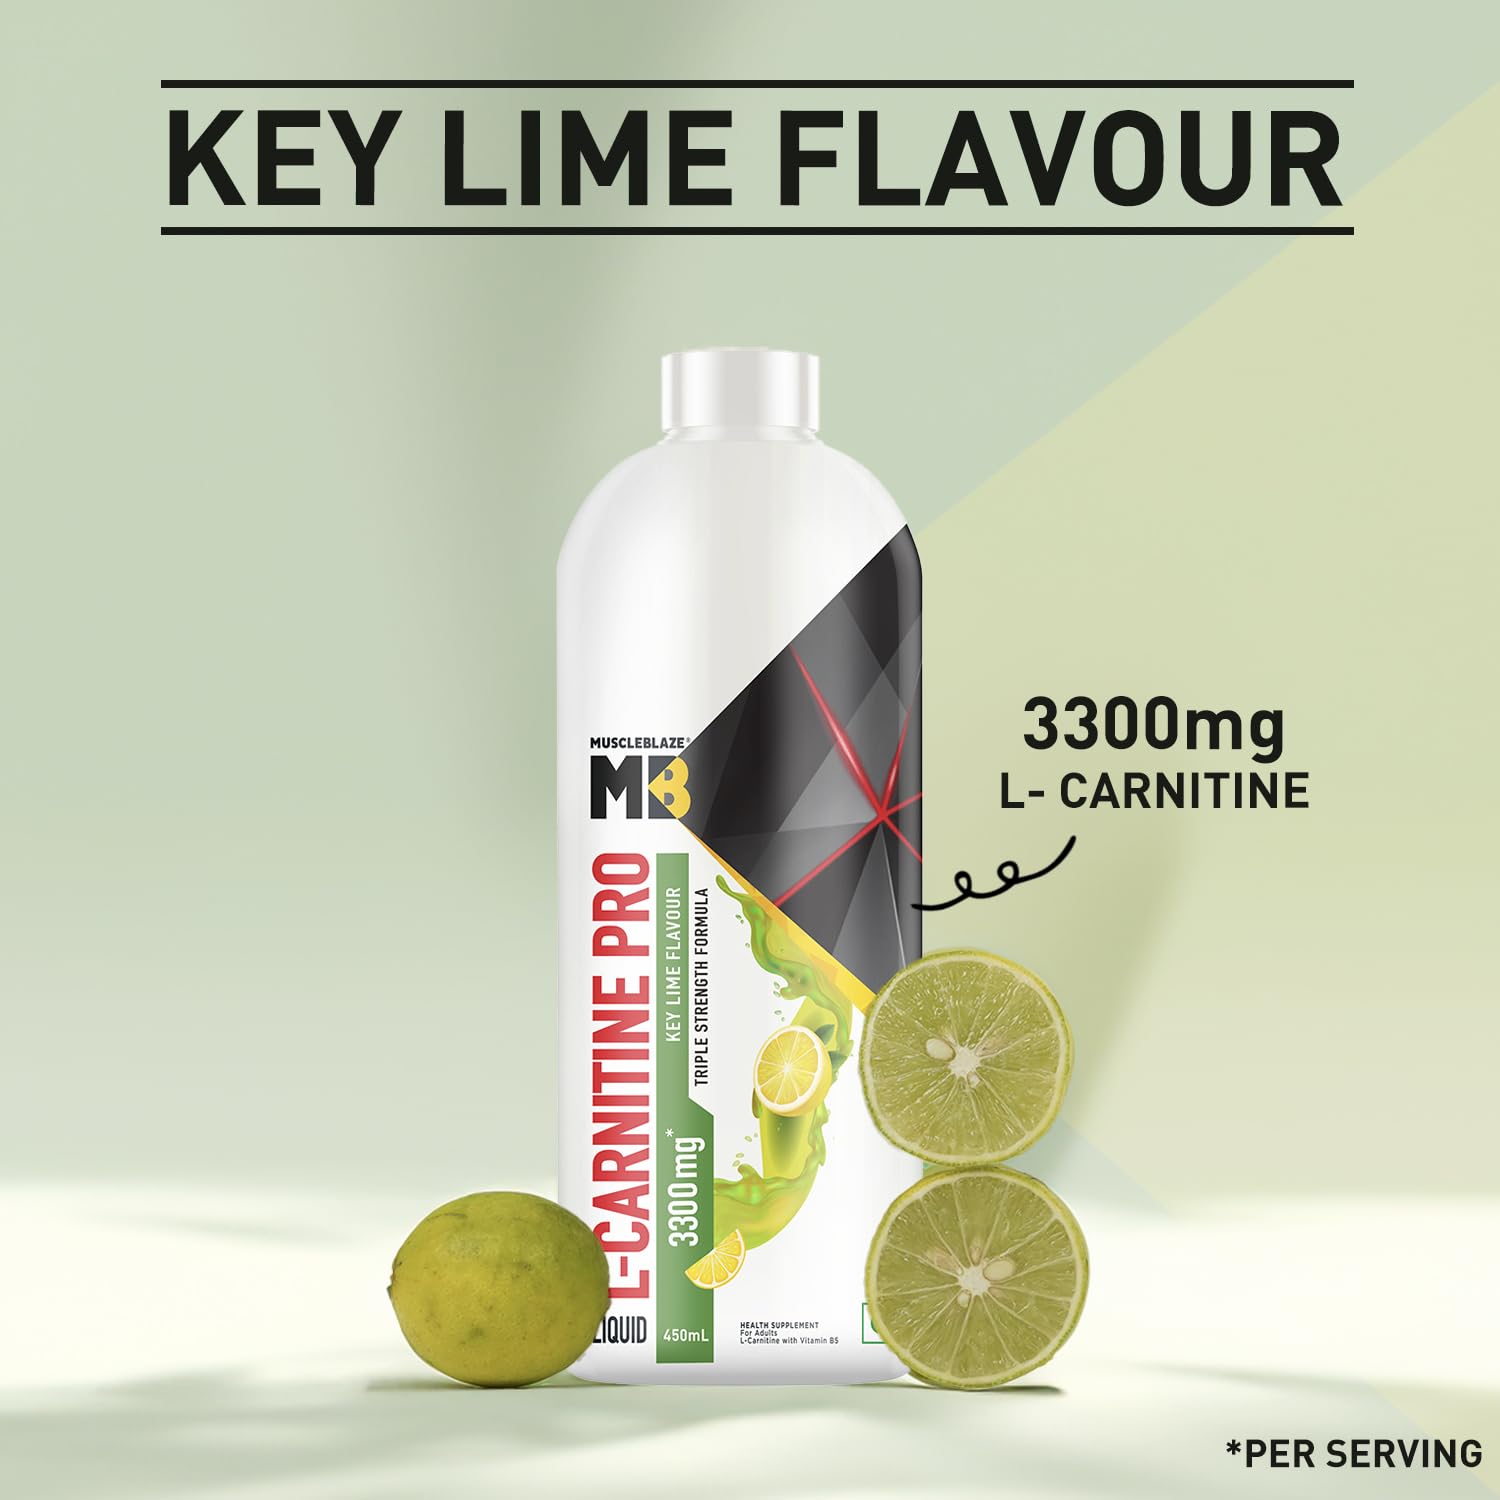 KEY LIME FLAVOUR
MUSCLEBLAZE®
MB
L-CARNITINE PRO
LIQUID
KEY LIME FLAVOUR
TRIPLE STRENGTH FORMULA
3300mg*
450mL
HEALTH SUPPLEMENT
For Adults
L-Carnitine with Vitamin B5
3300mg
L- CARNITINE
*PER SERVING